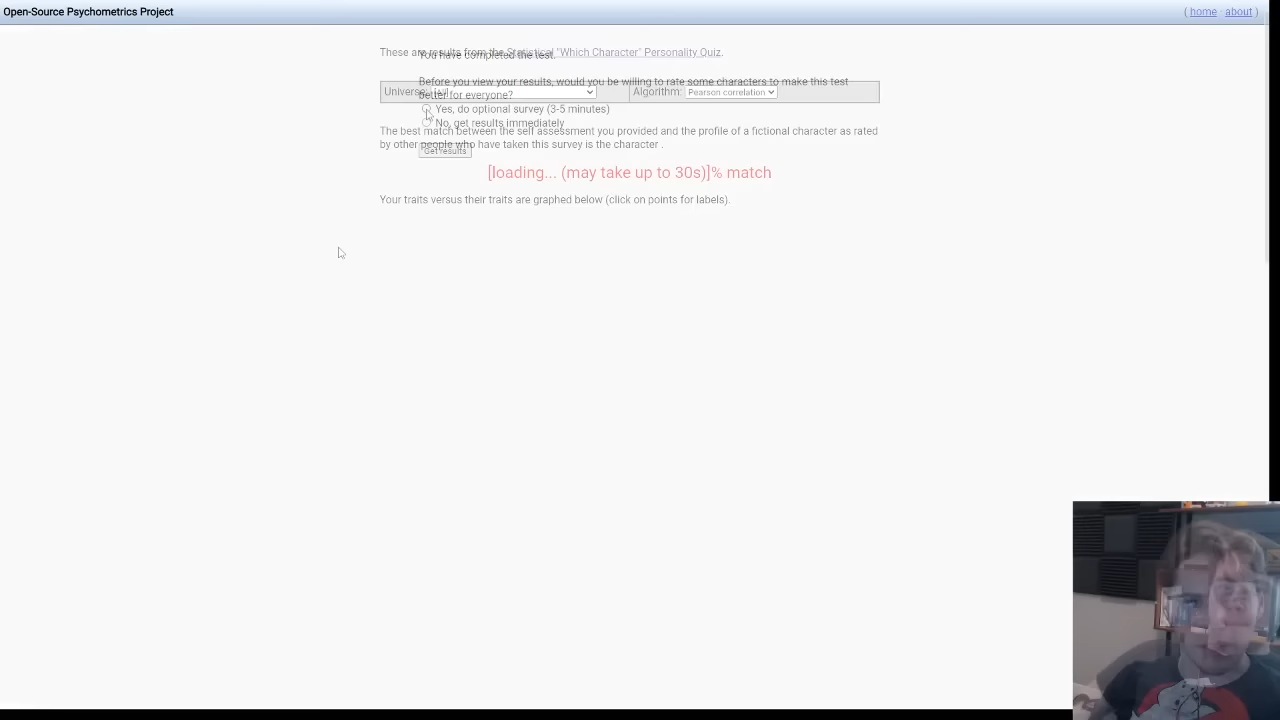 Open-Source Psychometrics Project
( home · about )
These are results from the Statistical "Which Character" Personality Quiz.
You have completed the test.
Before you view your results, would you be willing to rate some characters to make this test
better for everyone?
Universe:
Algorithm: Pearson correlation
Yes, do optional survey (3-5 minutes)
No, get results immediately
The best match between the self assessment you provided and the profile of a fictional character as rated
by other people who have taken this survey is the character .
Get results
[loading... (may take up to 30s)]% match
Your traits versus their traits are graphed below (click on points for labels).